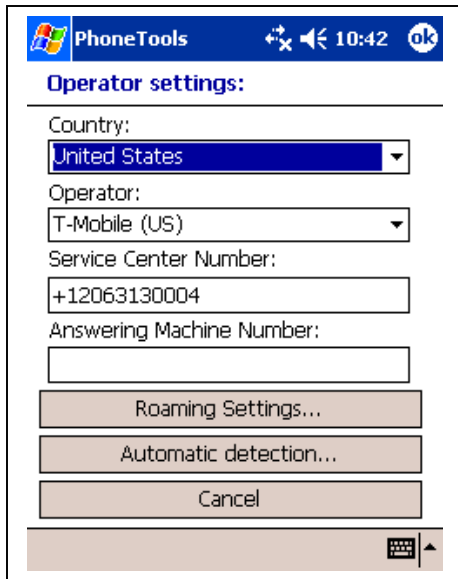 PhoneTools 10:42 ok
Operator settings:
Country:
United States
Operator:
T-Mobile (US)
Service Center Number:
+12063130004
Answering Machine Number:
Roaming Settings...
Automatic detection...
Cancel